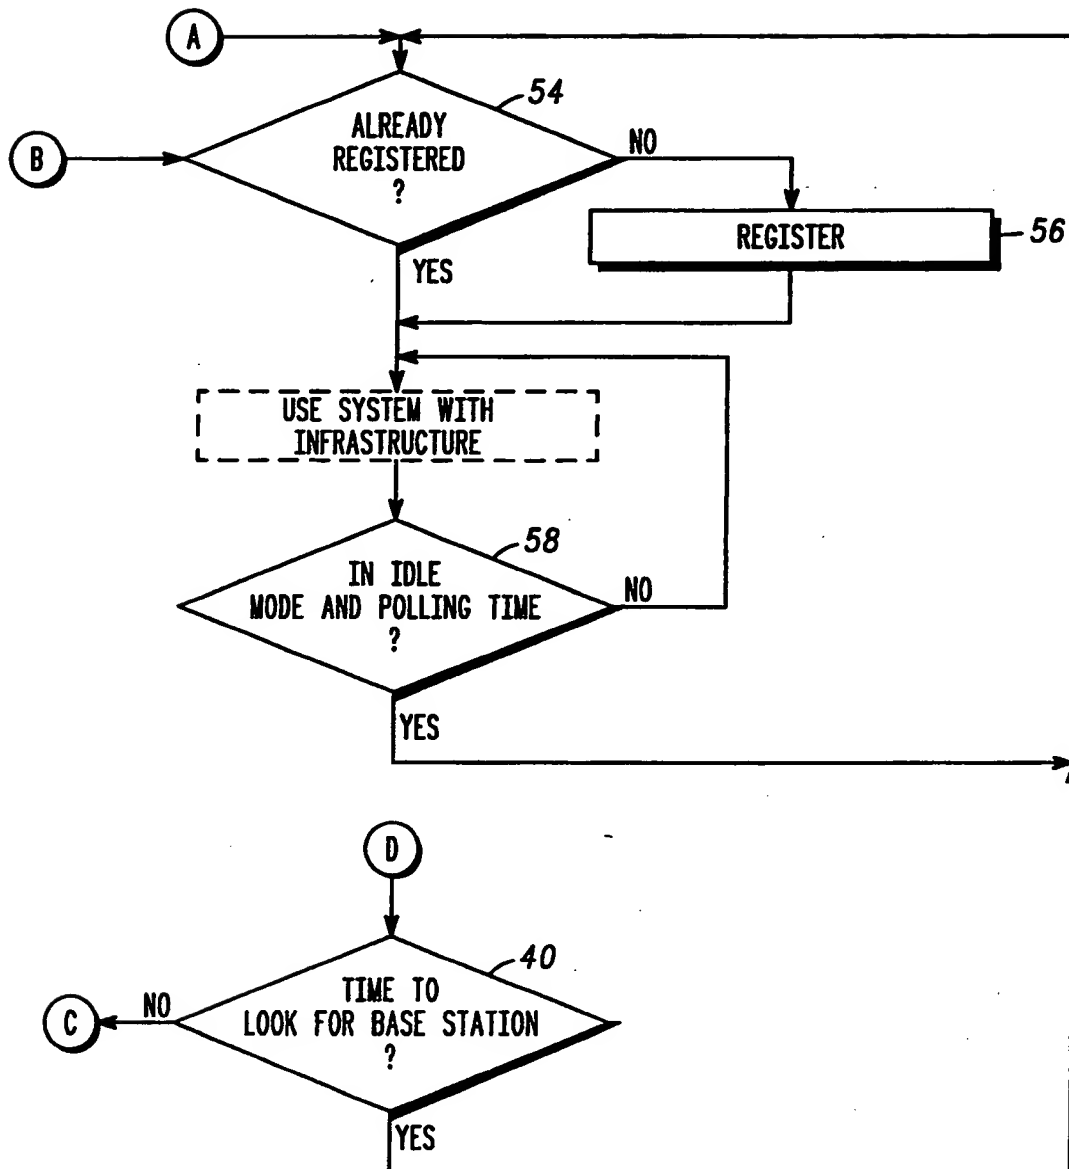 A
54
ALREADY
REGISTERED
?
B
NO
REGISTER
56
YES
USE SYSTEM WITH
INFRASTRUCTURE
58
IN IDLE
MODE AND POLLING TIME
?
NO
YES
D
40
TIME TO
LOOK FOR BASE STATION
?
NO
C
YES